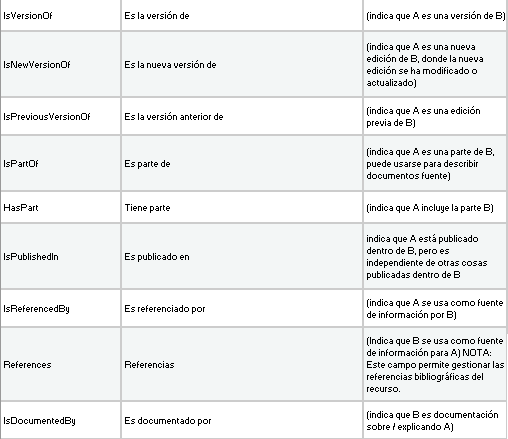 IsVersionOf Es la versión de (indica que A es una versión de B)
IsNewVersionOf Es la nueva versión de (indica que A es una nueva
edición de B, donde la nueva
edición se ha modificado o
actualizado)
IsPreviousVersionOf Es la versión anterior de (indica que A es una edición
previa de B)
IsPartOf Es parte de (indica que A es una parte de B,
puede usarse para describir
documentos fuente)
HasPart Tiene parte (indica que A incluye la parte B)
IsPublishedIn Es publicado en indica que A está publicado
dentro de B, pero es
independiente de otras cosas
publicadas dentro de B
IsReferencedBy Es referenciado por (indica que A se usa como fuente
de información por B)
References Referencias (Indica que B se usa como fuente
de información para A) NOTA:
Este campo permite gestionar las
referencias bibliográficas del
recurso.
IsDocumentedBy Es documentado por (indica que B es documentación
sobre / explicando A)